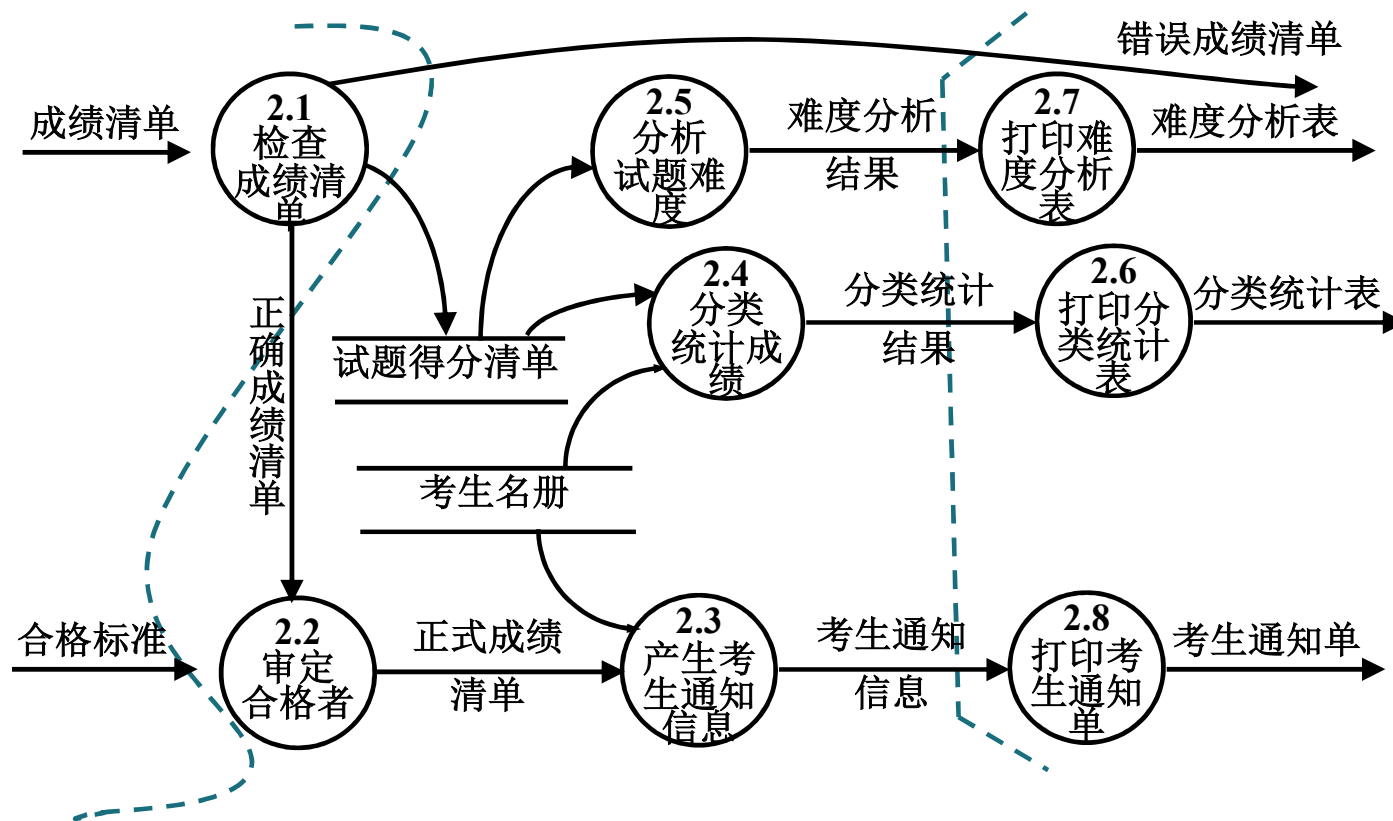 错误成绩清单
成绩清单
2.1
检查
成绩清
单
2.5
分析
试题难
度
难度分析
结果
2.7
打印难
度分析
表
难度分析表
正确成绩清单
试题得分清单
2.4
分类
统计成
绩
分类统计
结果
2.6
打印分
类统计
表
分类统计表
考生名册
合格标准
2.2
审定
合格者
正式成绩
清单
2.3
产生考
生通知
信息
考生通知
信息
2.8
打印考
生通知
单
考生通知单